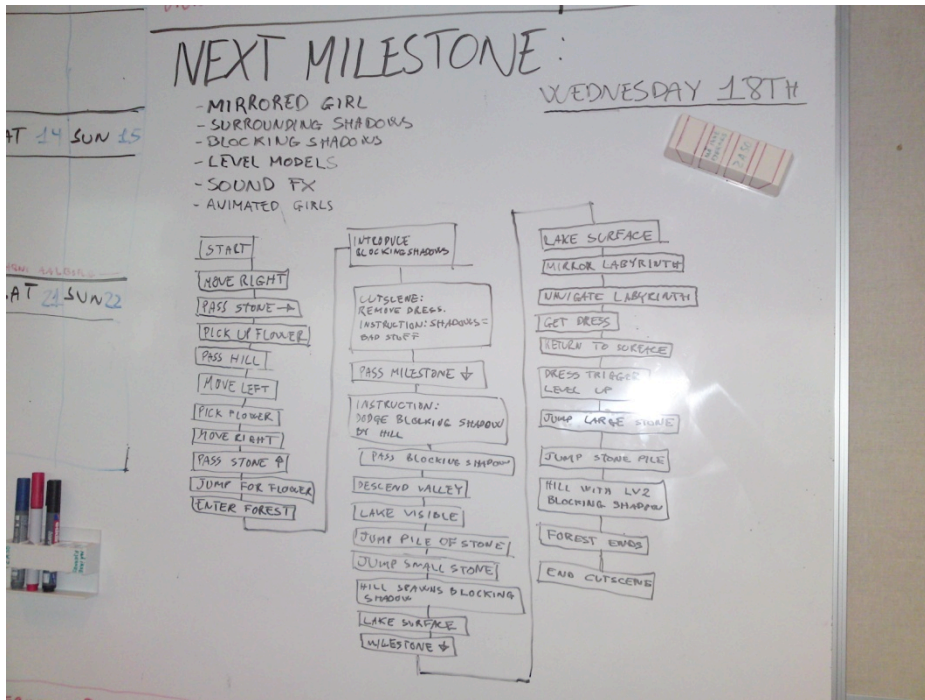 NEXT MILESTONE:
WEDNESDAY 18TH
- MIRRORED GIRL
- SURROUNDING SHADOWS
- BLOCKING SHADOWS
- LEVEL MODELS
- SOUND FX
- ANIMATED GIRLS
AT 14 SUN 15
AT 21 SUN 22
START
MOVE RIGHT
PASS STONE →
PICK UP FLOWER
PASS HILL
MOVE LEFT
PICK FLOWER
MOVE RIGHT
PASS STONE ↑
JUMP FOR FLOWER
ENTER FOREST
INTRODUCE
BLOCKING SHADOWS
CUTSCENE:
REMOVE DRESS.
INSTRUCTION: SHADOWS =
BAD STUFF
PASS MILESTONE ↓
INSTRUCTION:
DODGE BLOCKING SHADOW
BY HILL
PASS BLOCKING SHADOW
DESCEND VALLEY
LAKE VISIBLE
JUMP PILE OF STONE
JUMP SMALL STONE
HILL SPAWNS BLOCKING
SHADOW
LAKE SURFACE
MILESTONE ↓
LAKE SURFACE
MIRROR LABYRINTH
NAVIGATE LABYRINTH
GET DRESS
RETURN TO SURFACE
DRESS TRIGGER
LEVEL UP
JUMP LARGE STONE
JUMP STONE PILE
HILL WITH LV2
BLOCKING SHADOW
FOREST ENDS
END CUTSCENE